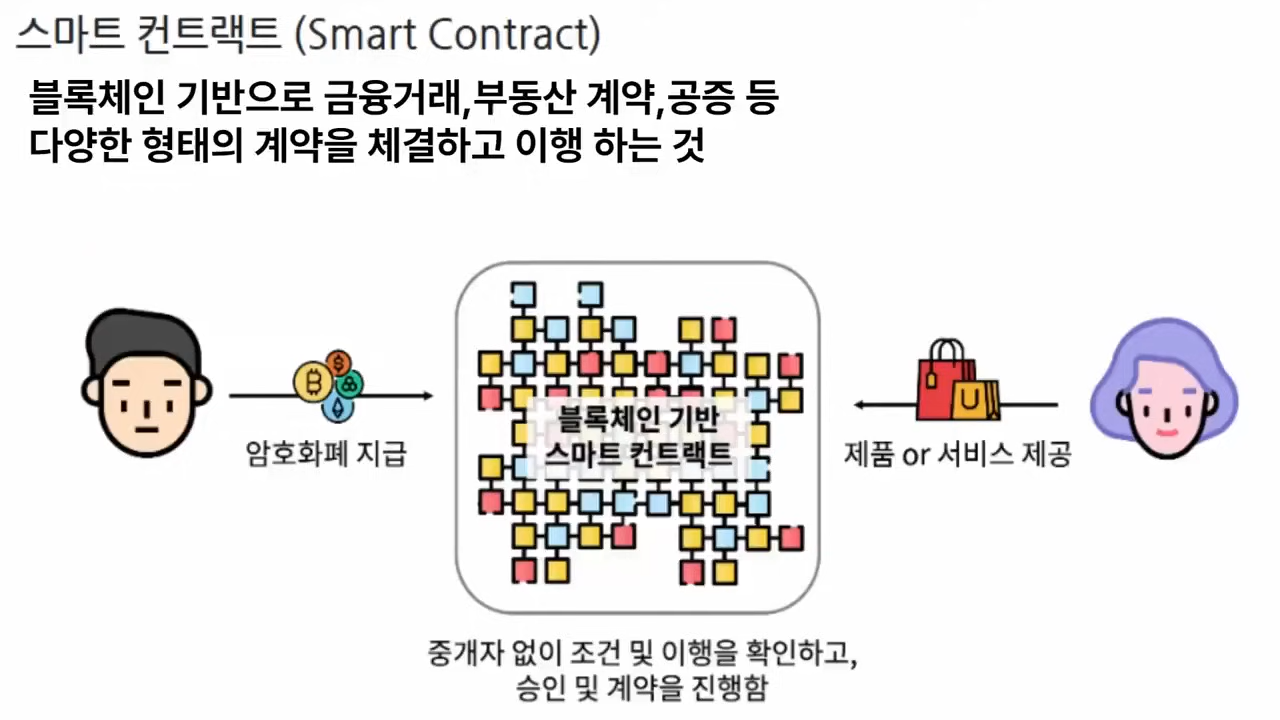 스마트 컨트랙트 (Smart Contract)
블록체인 기반으로 금융거래,부동산 계약,공증 등
다양한 형태의 계약을 체결하고 이행 하는 것
암호화폐 지급
블록체인 기반
스마트 컨트랙트
제품 or 서비스 제공
중개자 없이 조건 및 이행을 확인하고,
승인 및 계약을 진행함